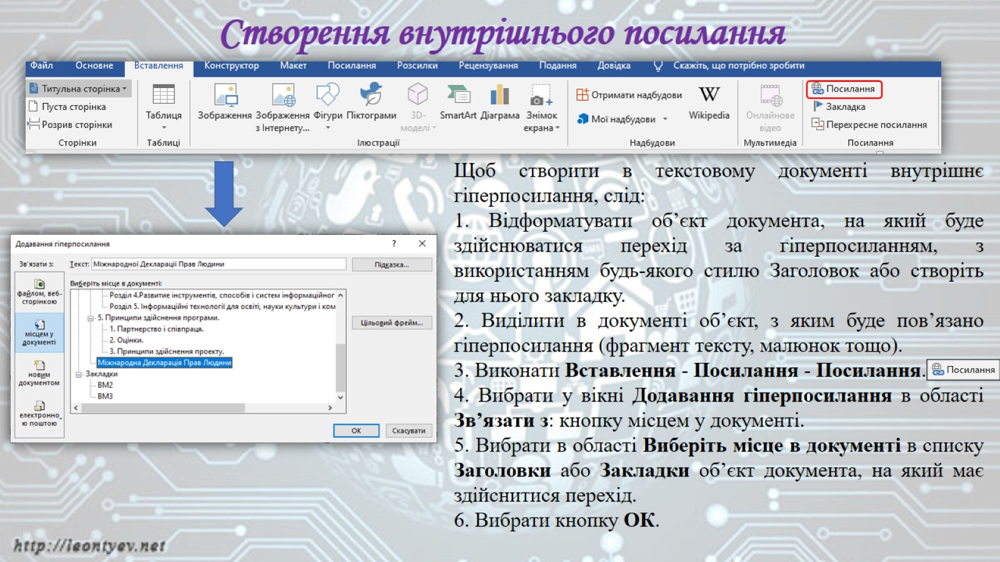 Створення внутрішнього посилання
Файл Основне Вставлення Конструктор Макет Посилання Розсилки Рецензування Подання Довідка Скажіть, що потрібно зробити
Титульна сторінка
Пуста сторінка
Розрив сторінки
Сторінки
Таблиця
Таблиці
Зображення
Зображення
з Інтернету...
Фігури
Піктограми
3D-
моделі
SmartArt
Діаграма
Знімок
екрана
Ілюстрації
Отримати надбудови
Мої надбудови
Wikipedia
Надбудови
Онлайнове
відео
Мультимедіа
Посилання
Закладка
Перехресне посилання
Посилання
Додавання гіперпосилання ?
Зв'язати з:
Текст: Міжнародної Декларації Прав Людини
Підказка...
файлом, веб-
сторінкою
місцем у
документі
новим
документом
електронно_
ю поштою
Виберіть місце в документі:
Розділ 4.Развитие інструментів, способів і систем інформаційног
Розділ 5. Інформаційні технології для освіті, науки культури і ком
5. Принципи здійснення програми.
1. Партнерство і співпраця.
2. Оцінки.
3. Принципи здійснення проекту.
Міжнародна Декларація Прав Людини
Закладки
ВМ2
ВМ3
Цільовий фрейм...
ОК
Скасувати
Щоб створити в текстовому документі внутрішнє
гіперпосилання, слід:
1. Відформатувати об’єкт документа, на який буде
здійснюватися перехід за гіперпосиланням, з
використанням будь-якого стилю Заголовок або створіть
для нього закладку.
2. Виділити в документі об’єкт, з яким буде пов’язано
гіперпосилання (фрагмент тексту, малюнок тощо).
3. Виконати Вставлення - Посилання - Посилання. Посилання
4. Вибрати у вікні Додавання гіперпосилання в області
Зв’язати з: кнопку місцем у документі.
5. Вибрати в області Виберіть місце в документі в списку
Заголовки або Закладки об’єкт документа, на який має
здійснитися перехід.
6. Вибрати кнопку ОК.
http://leontyev.net